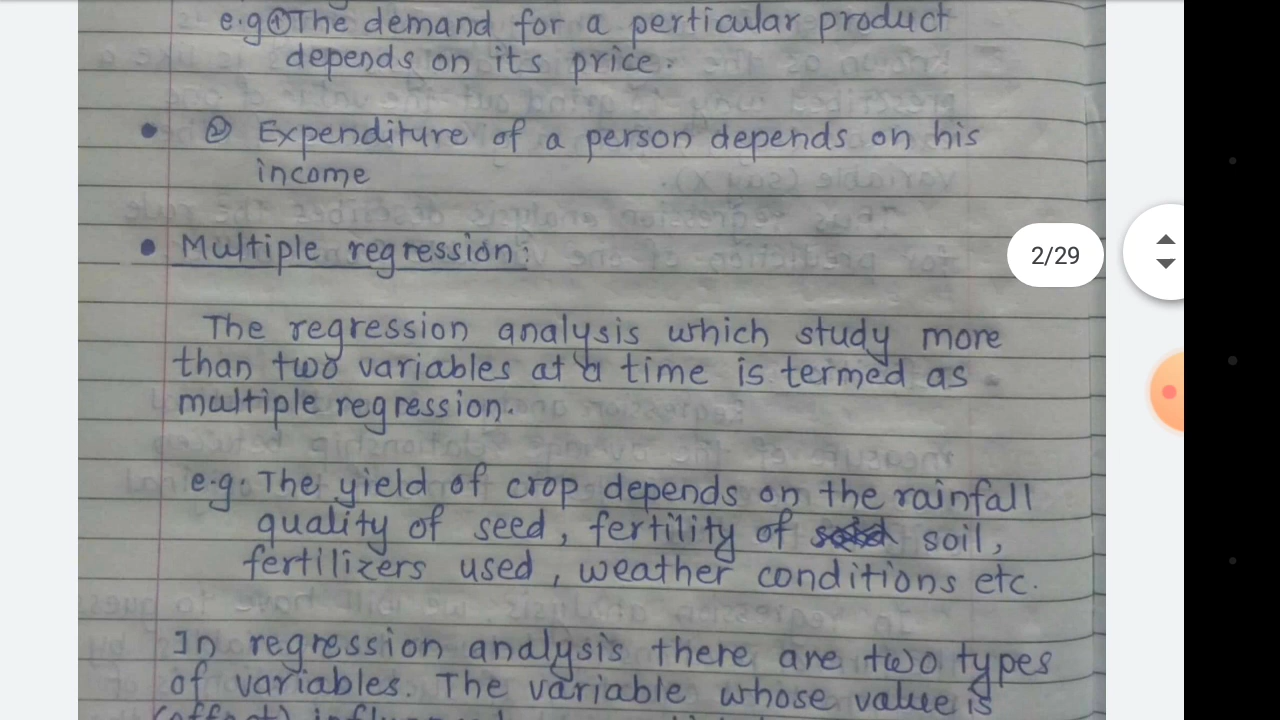 e.g ① The demand for a perticular product
depends on its price.
② Expenditure of a person depends on his
income
Multiple regression:
The regression analysis which study more
than two variables at a time is termed as
multiple regression.
e.g. The yield of crop depends on the rainfall
quality of seed, fertility of soil,
fertilizers used, weather conditions etc.
In regression analysis there are two types
of variables. The variable whose value is
2/29